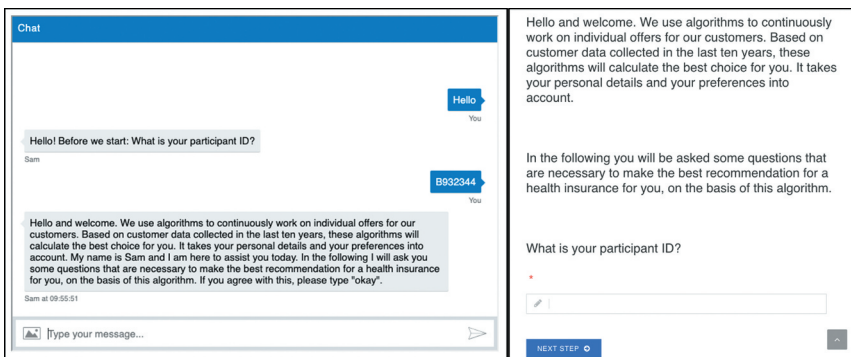 Chat
Hello
You
Hello! Before we start: What is your participant ID?
Sam
B932344
You
Hello and welcome. We use algorithms to continuously work on individual offers for our
customers. Based on customer data collected in the last ten years, these algorithms will
calculate the best choice for you. It takes your personal details and your preferences into
account. My name is Sam and I am here to assist you today. In the following I will ask you
some questions that are necessary to make the best recommendation for a health insurance
for you, on the basis of this algorithm. If you agree with this, please type "okay".
Sam at 09:55:51
Type your message...
Hello and welcome. We use algorithms to continuously
work on individual offers for our customers. Based on
customer data collected in the last ten years, these
algorithms will calculate the best choice for you. It takes
your personal details and your preferences into
account.
In the following you will be asked some questions that
are necessary to make the best recommendation for a
health insurance for you, on the basis of this algorithm.
What is your participant ID?
*
NEXT STEP